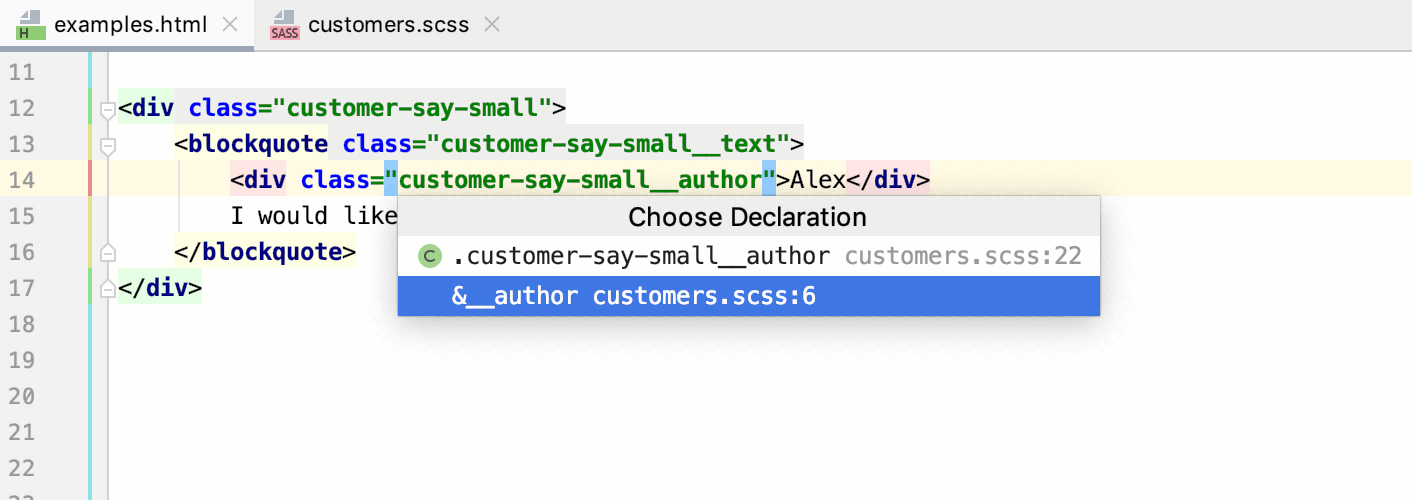 H examples.html SASS customers.scss
11
12 <div class="customer-say-small">
13 <blockquote class="customer-say-small__text">
14 <div class="customer-say-small__author">Alex</div>
15 I would like
Choose Declaration
C .customer-say-small__author customers.scss:22
16 </blockquote>
&__author customers.scss:6
17 </div>
18
19
20
21
22